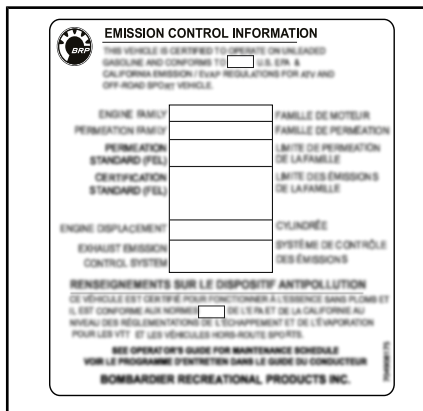 BRP
EMISSION CONTROL INFORMATION
THIS VEHICLE IS CERTIFIED TO OPERATE ON UNLEADED
GASOLINE AND CONFORMS TO U.S. EPA &
CALIFORNIA EMISSION / EVAP REGULATIONS FOR ATV AND
OFF-ROAD SPORT VEHICLE.
ENGINE FAMILY FAMILLE DE MOTEUR
PERMEATION FAMILY FAMILLE DE PERMÉATION
PERMEATION STANDARD (FEL) LIMITE DE PERMEATION DE LA FAMILLE
CERTIFICATION STANDARD (FEL) LIMITE DES ÉMISSIONS DE LA FAMILLE
ENGINE DISPLACEMENT CYLINDRÉE
EXHAUST EMISSION CONTROL SYSTEM SYSTÈME DE CONTRÔLE DES ÉMISSIONS
RENSEIGNEMENTS SUR LE DISPOSITIF ANTIPOLLUTION
CE VÉHICULE EST CERTIFIÉ POUR FONCTIONNER À L'ESSENCE SANS PLOMB ET
IL EST CONFORME AUX NORMES DE L'EPA ET DE LA CALIFORNIE AU
NIVEAU DES RÉGLEMENTATIONS DE L'ÉCHAPPEMENT ET DE L'ÉVAPORATION
POUR LES VTT ET LES VÉHICULES HORS-ROUTE SPORTS.
SEE OPERATOR'S GUIDE FOR MAINTENANCE SCHEDULE
VOIR LE PROGRAMME D'ENTRETIEN DANS LE GUIDE DU CONDUCTEUR
BOMBARDIER RECREATIONAL PRODUCTS INC.